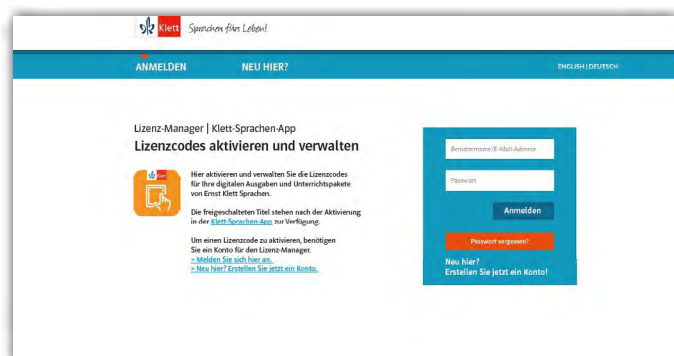 Klett Sprachen fürs Leben!
ANMELDEN NEU HIER? ENGLISH | DEUTSCH
Lizenz-Manager | Klett-Sprachen-App
Lizenzcodes aktivieren und verwalten
Klett
Hier aktivieren und verwalten Sie die Lizenzcodes
für Ihre digitalen Ausgaben und Unterrichtspakete
von Ernst Klett Sprachen.
Die freigeschalteten Titel stehen nach der Aktivierung
in der Klett-Sprachen-App zur Verfügung.
Um einen Lizenzcode zu aktivieren, benötigen
Sie ein Konto für den Lizenz-Manager.
> Melden Sie sich hier an.
> Neu hier? Erstellen Sie jetzt ein Konto.
Benutzername/E-Mail-Adresse
Passwort
Anmelden
Passwort vergessen?
Neu hier?
Erstellen Sie jetzt ein Konto!